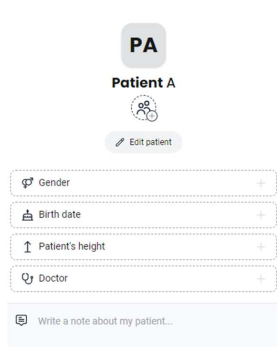 PA
Patient A
Edit patient
Gender
Birth date
Patient's height
Doctor
Write a note about my patient...